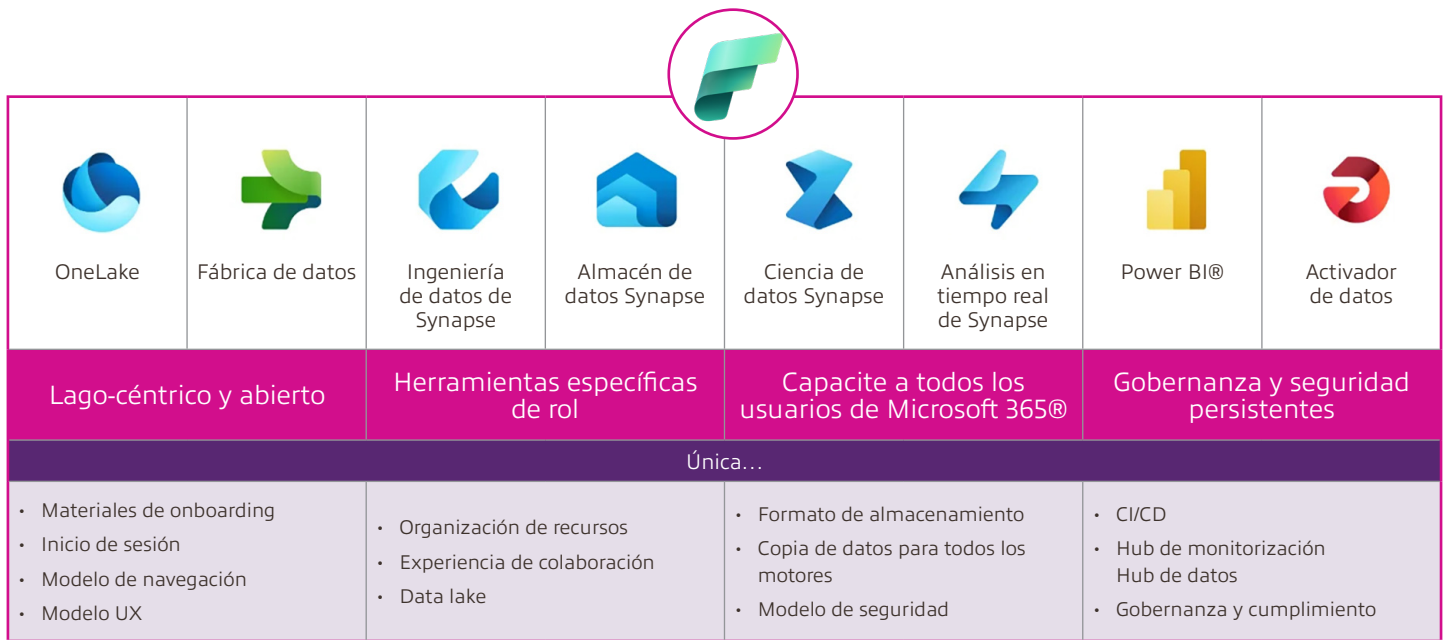 OneLake
Fábrica de datos
Ingeniería
de datos de
Synapse
Almacén de
datos Synapse
Ciencia de
datos Synapse
Análisis en
tiempo real
de Synapse
Power BI®
Activador
de datos
Lago-céntrico y abierto
Herramientas específicas
de rol
Capacite a todos los
usuarios de Microsoft 365®
Gobernanza y seguridad
persistentes
Única...
• Materiales de onboarding
• Inicio de sesión
• Modelo de navegación
• Modelo UX
• Organización de recursos
• Experiencia de colaboración
• Data lake
• Formato de almacenamiento
• Copia de datos para todos los
motores
• Modelo de seguridad
• CI/CD
• Hub de monitorización
Hub de datos
• Gobernanza y cumplimiento